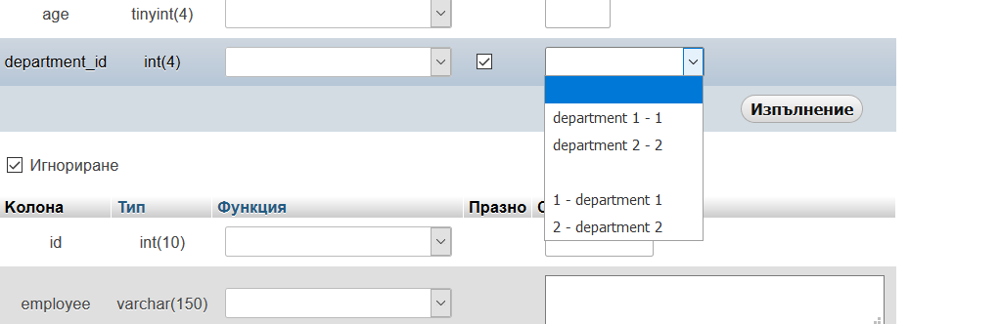 age tinyint(4)
department_id int(4)
department 1 - 1
Изпълнение
department 2 - 2
Игнориране
1 - department 1
Колона Тип Функция Празно
2 - department 2
id int(10)
employee varchar(150)